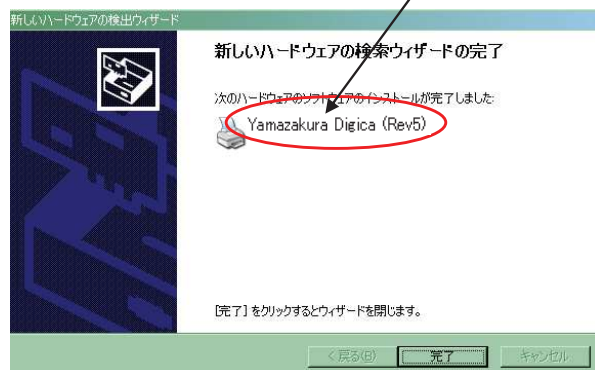 新しいハードウェアの検出ウィザード
新しいハードウェアの検索ウィザードの完了
次のハードウェアのソフトウェアのインストールが完了しました:
Yamazakura Digica (Rev5)
[完了] をクリックするとウィザードを閉じます。
< 戻る(B)
完了
キャンセル